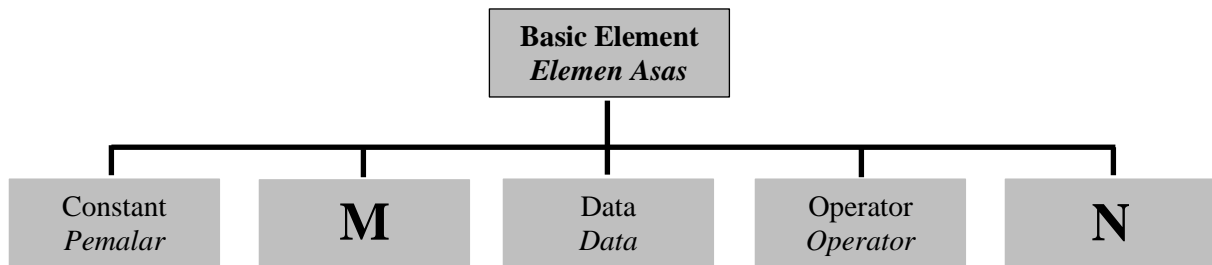 Basic Element
Elemen Asas
Constant
Pemalar
M
Data
Data
Operator
Operator
N